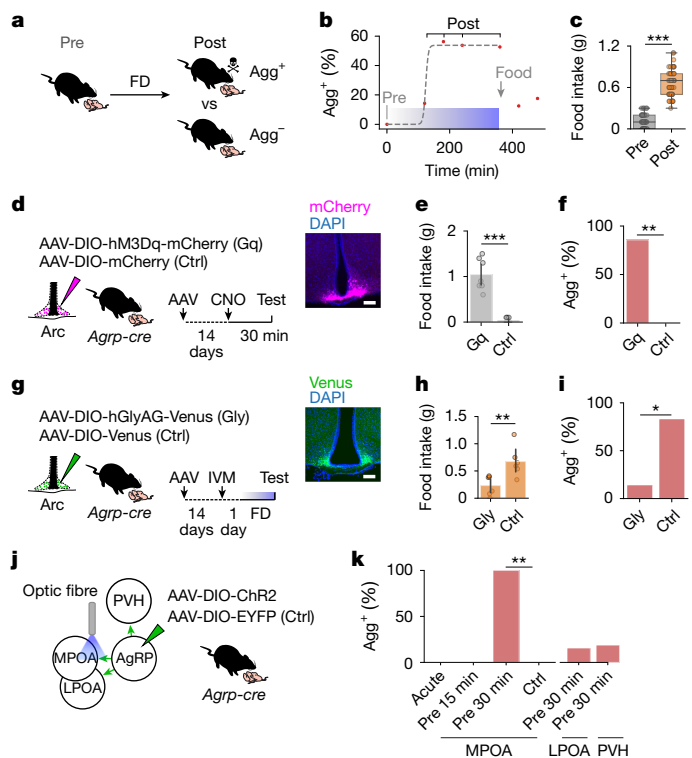 a
Pre
FD
Post
Agg+
vs
Agg−
b
Post
Agg+ (%)
60
40
20
0
Pre
Food
0
200
400
Time (min)
c
***
Food intake (g)
1.2
0.6
0
Pre
Post
d
AAV-DIO-hM3Dq-mCherry (Gq)
AAV-DIO-mCherry (Ctrl)
Arc
Agrp-cre
AAV CNO Test
14 30 min
days
mCherry
DAPI
e
***
Food intake (g)
2
1
0
Gq
Ctrl
f
**
Agg+ (%)
100
50
0
Gq
Ctrl
g
AAV-DIO-hGlyAG-Venus (Gly)
AAV-DIO-Venus (Ctrl)
Arc
Agrp-cre
AAV IVM Test
14 1 FD
days day
Venus
DAPI
h
**
Food intake (g)
1.5
1.0
0.5
0
Gly
Ctrl
i
*
Agg+ (%)
100
50
0
Gly
Ctrl
j
Optic fibre
PVH
AAV-DIO-ChR2
AAV-DIO-EYFP (Ctrl)
MPOA
AgRP
LPOA
Agrp-cre
k
**
Agg+ (%)
100
50
0
Acute
Pre 15 min
Pre 30 min
Ctrl
Pre 30 min
Pre 30 min
MPOA
LPOA
PVH